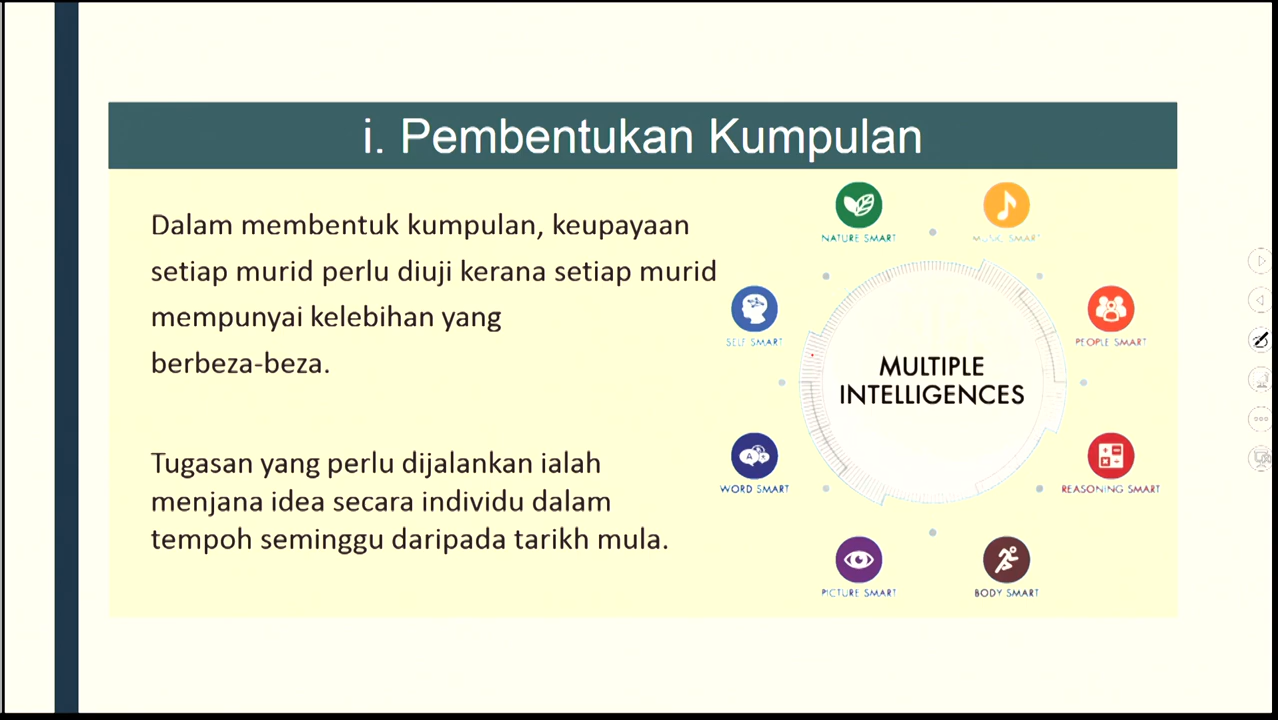 i. Pembentukan Kumpulan
Dalam membentuk kumpulan, keupayaan
setiap murid perlu diuji kerana setiap murid
mempunyai kelebihan yang
berbeza-beza.
Tugasan yang perlu dijalankan ialah
menjana idea secara individu dalam
tempoh seminggu daripada tarikh mula.
NATURE SMART
MUSIC SMART
SELF SMART
PEOPLE SMART
MULTIPLE
INTELLIGENCES
WORD SMART
REASONING SMART
PICTURE SMART
BODY SMART